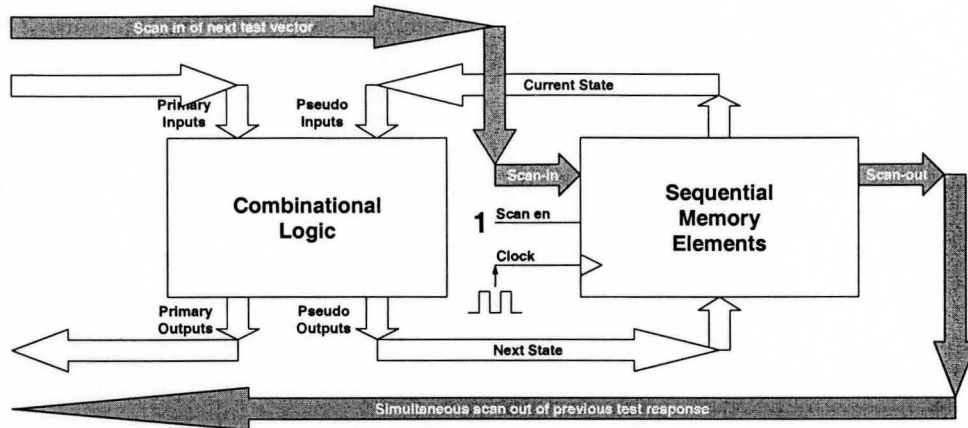 Scan in of next test vector
Current State
Primary
Inputs
Pseudo
Inputs
Combinational
Logic
Scan-in
Sequential
Memory
Elements
Scan-out
1
Scan en
Clock
Primary
Outputs
Pseudo
Outputs
Next State
Simultaneous scan out of previous test response